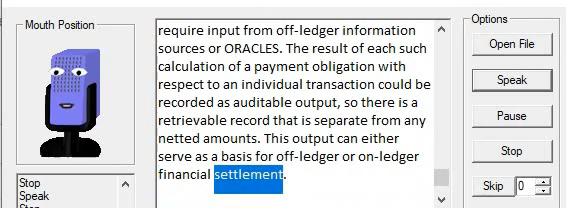 Mouth Position
require input from off-ledger information
sources or ORACLES. The result of each such
calculation of a payment obligation with
respect to an individual transaction could be
recorded as auditable output, so there is a
retrievable record that is separate from any
netted amounts. This output can either
serve as a basis for off-ledger or on-ledger
financial settlement.
Stop
Speak
Options
Open File
Speak
Pause
Stop
Skip 0